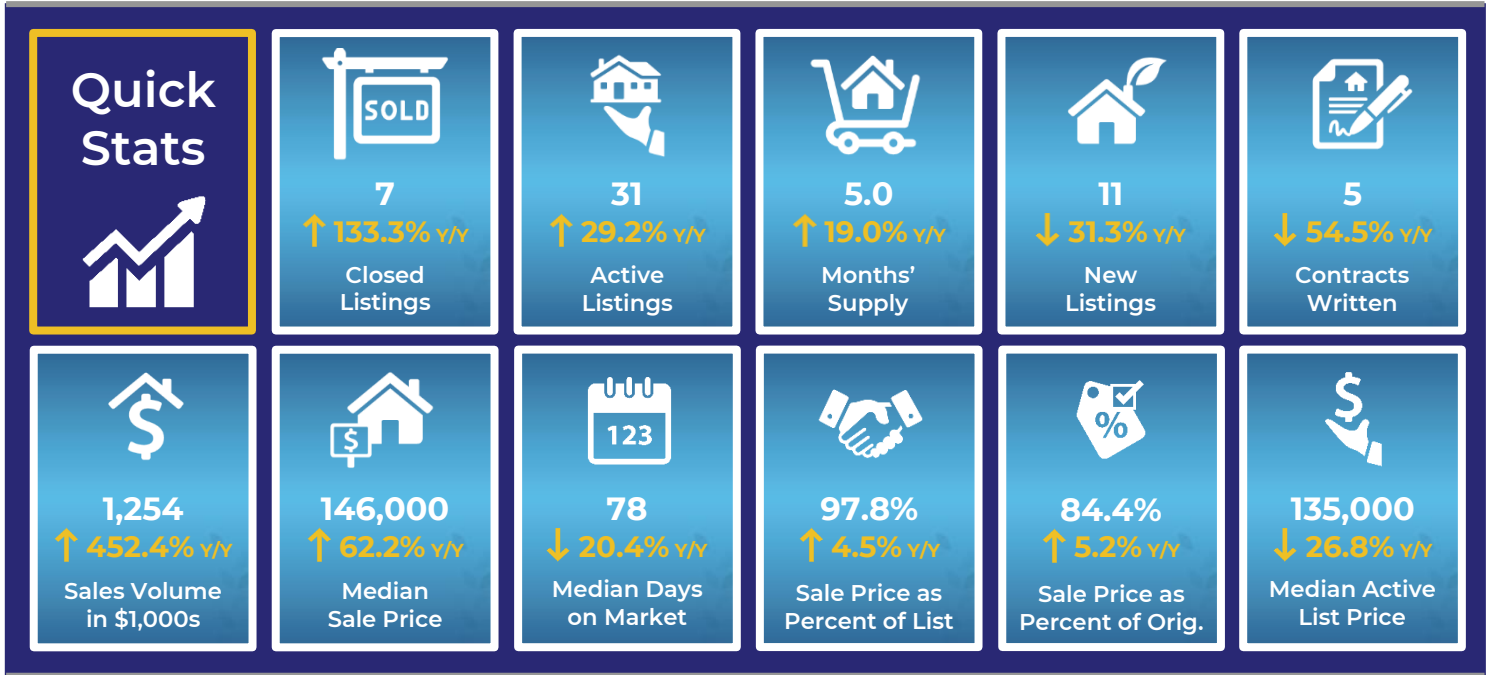 Quick
Stats
SOLD
7
↑ 133.3% Y/Y
Closed
Listings
31
↑ 29.2% Y/Y
Active
Listings
5.0
↑ 19.0% Y/Y
Months’
Supply
11
↓ 31.3% Y/Y
New
Listings
5
↓ 54.5% Y/Y
Contracts
Written
$
1,254
↑ 452.4% Y/Y
Sales Volume
in $1,000s
$
146,000
↑ 62.2% Y/Y
Median
Sale Price
123
78
↓ 20.4% Y/Y
Median Days
on Market
97.8%
↑ 4.5% Y/Y
Sale Price as
Percent of List
%
84.4%
↑ 5.2% Y/Y
Sale Price as
Percent of Orig.
$
135,000
↓ 26.8% Y/Y
Median Active
List Price